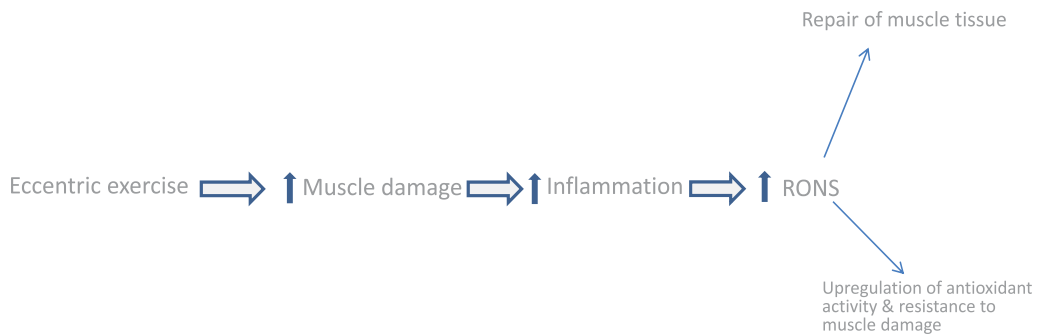 Repair of muscle tissue
Eccentric exercise Muscle damage Inflammation RONS
Upregulation of antioxidant
activity & resistance to
muscle damage